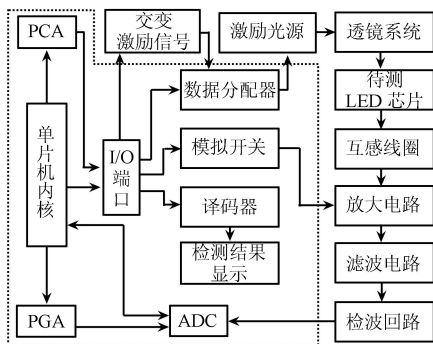 PCA
交变
激励信号
激励光源
透镜系统
数据分配器
待测
LED 芯片
单片机内核
I/O
端口
模拟开关
互感线圈
译码器
放大电路
检测结果
显示
滤波电路
PGA
ADC
检波回路